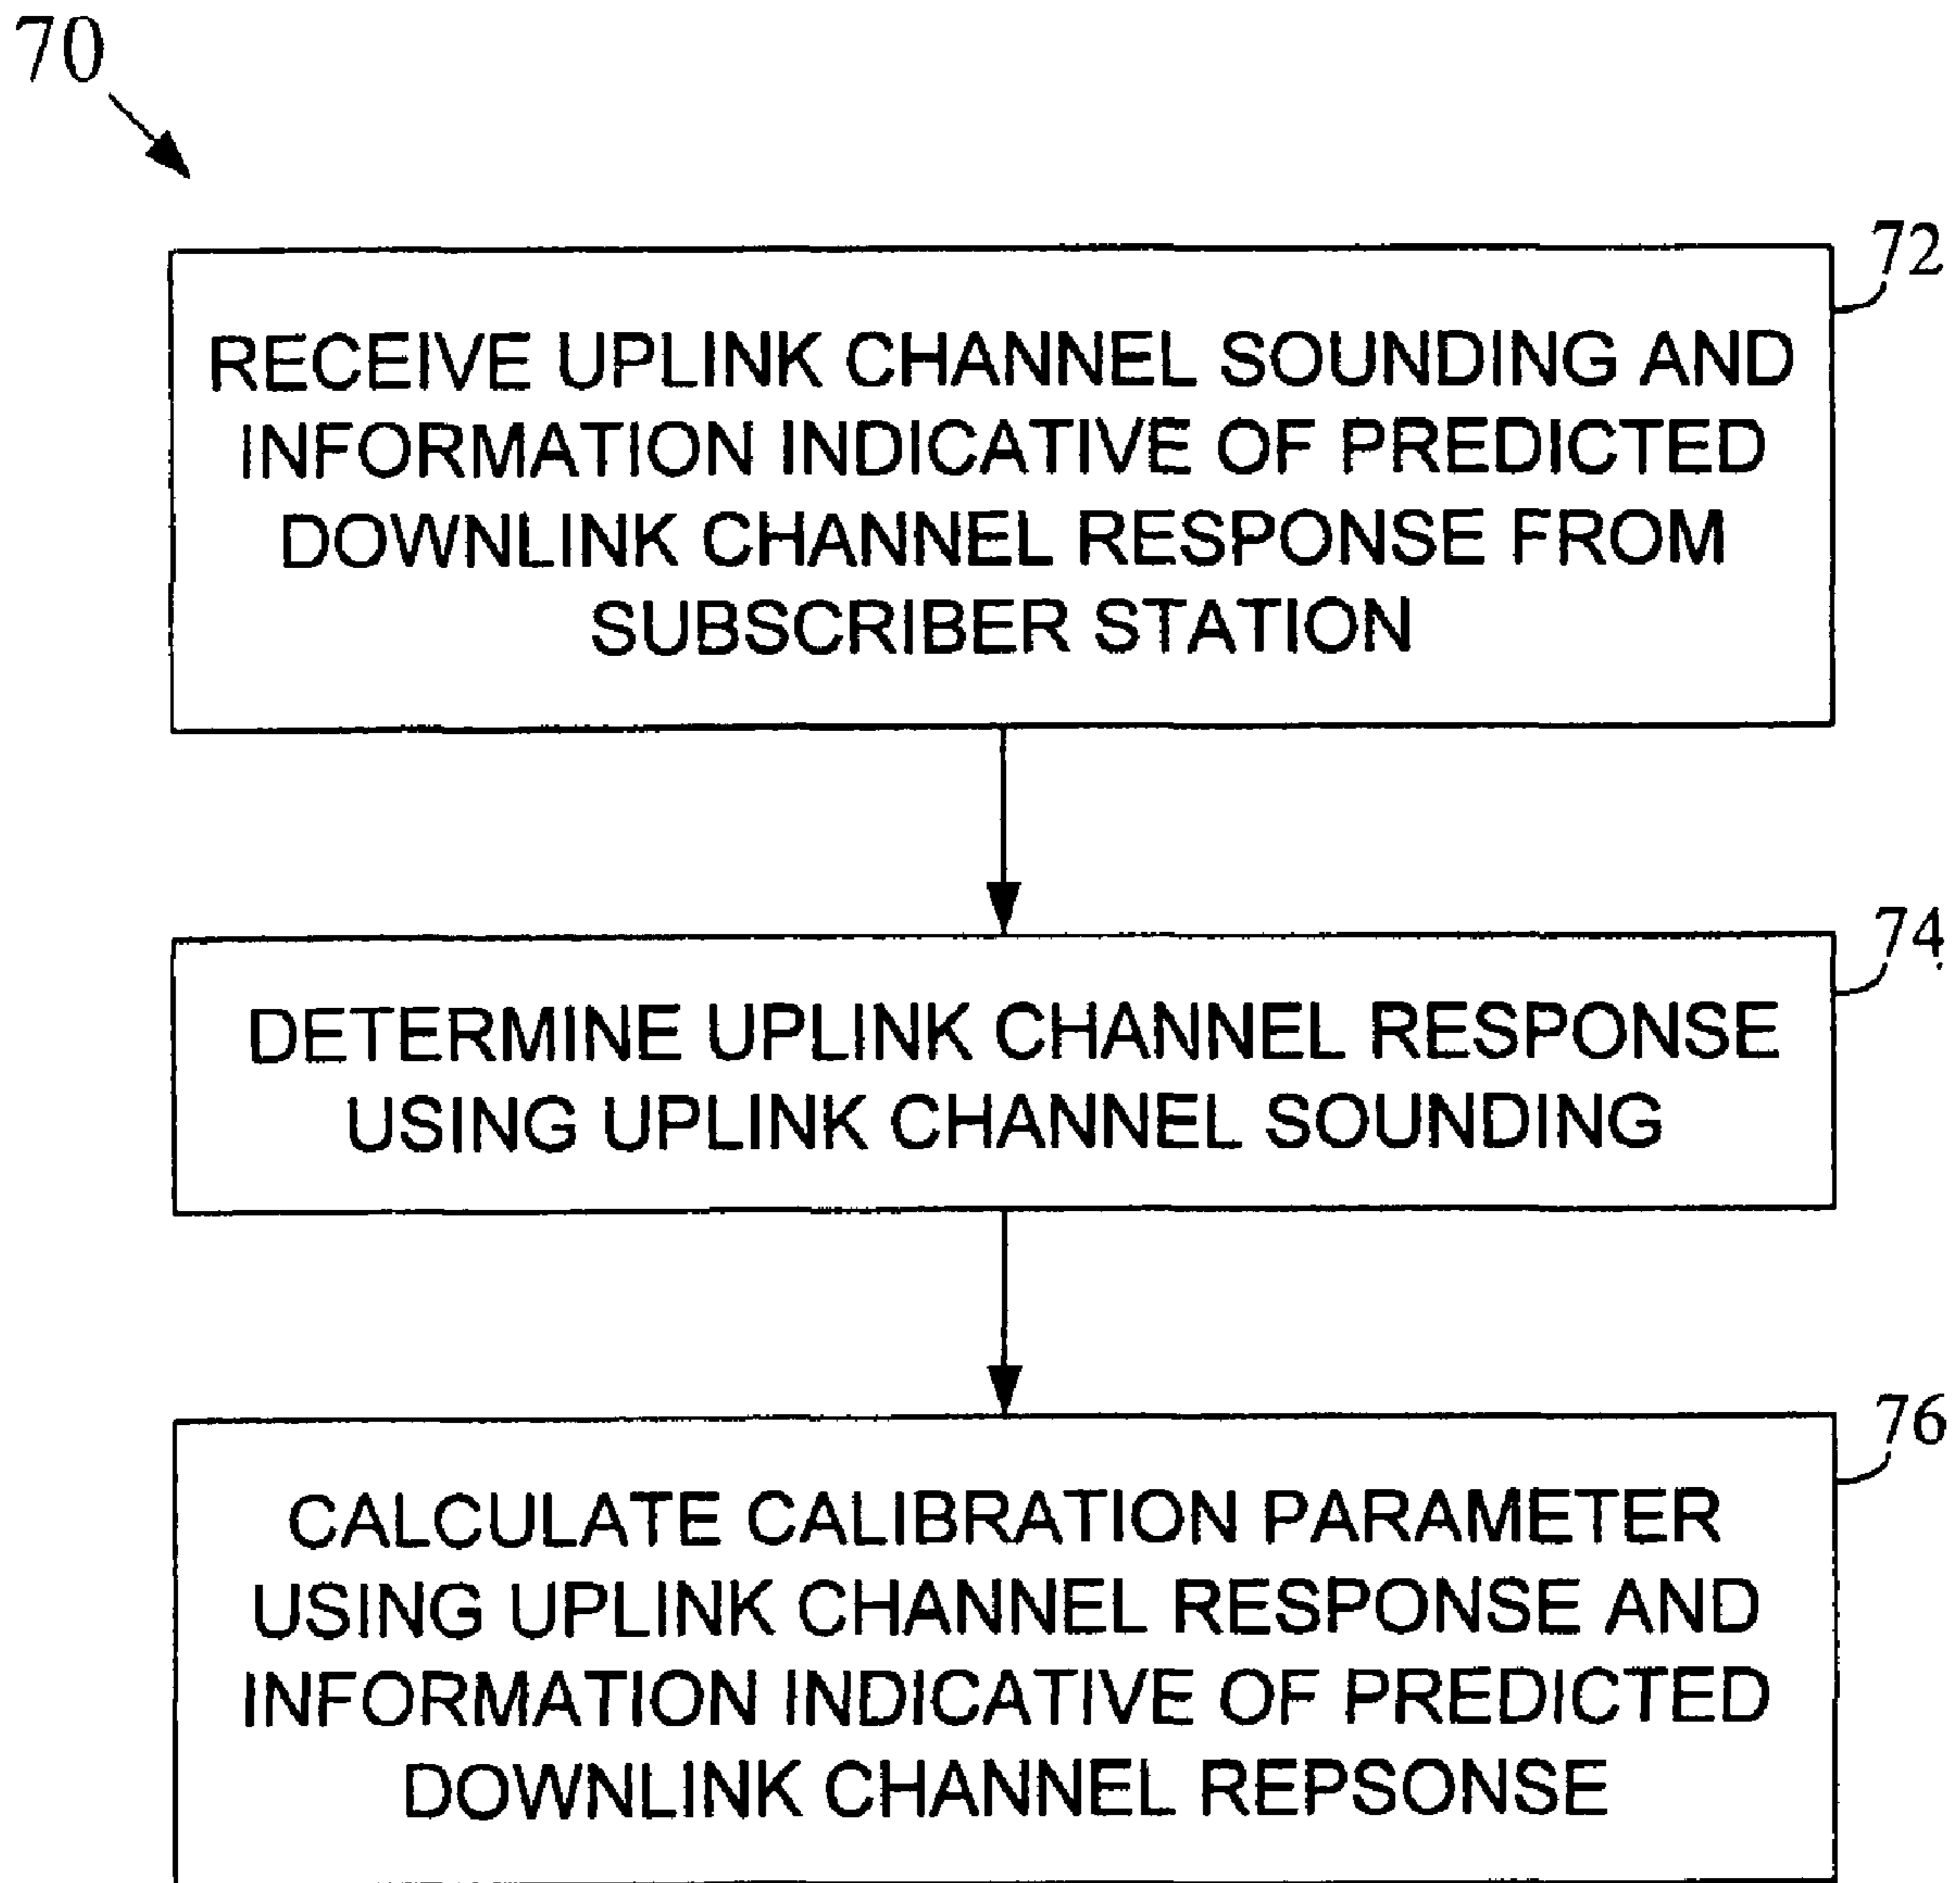 70
72
RECEIVE UPLINK CHANNEL SOUNDING AND
INFORMATION INDICATIVE OF PREDICTED
DOWNLINK CHANNEL RESPONSE FROM
SUBSCRIBER STATION
74
DETERMINE UPLINK CHANNEL RESPONSE
USING UPLINK CHANNEL SOUNDING
76
CALCULATE CALIBRATION PARAMETER
USING UPLINK CHANNEL RESPONSE AND
INFORMATION INDICATIVE OF PREDICTED
DOWNLINK CHANNEL REPSONSE